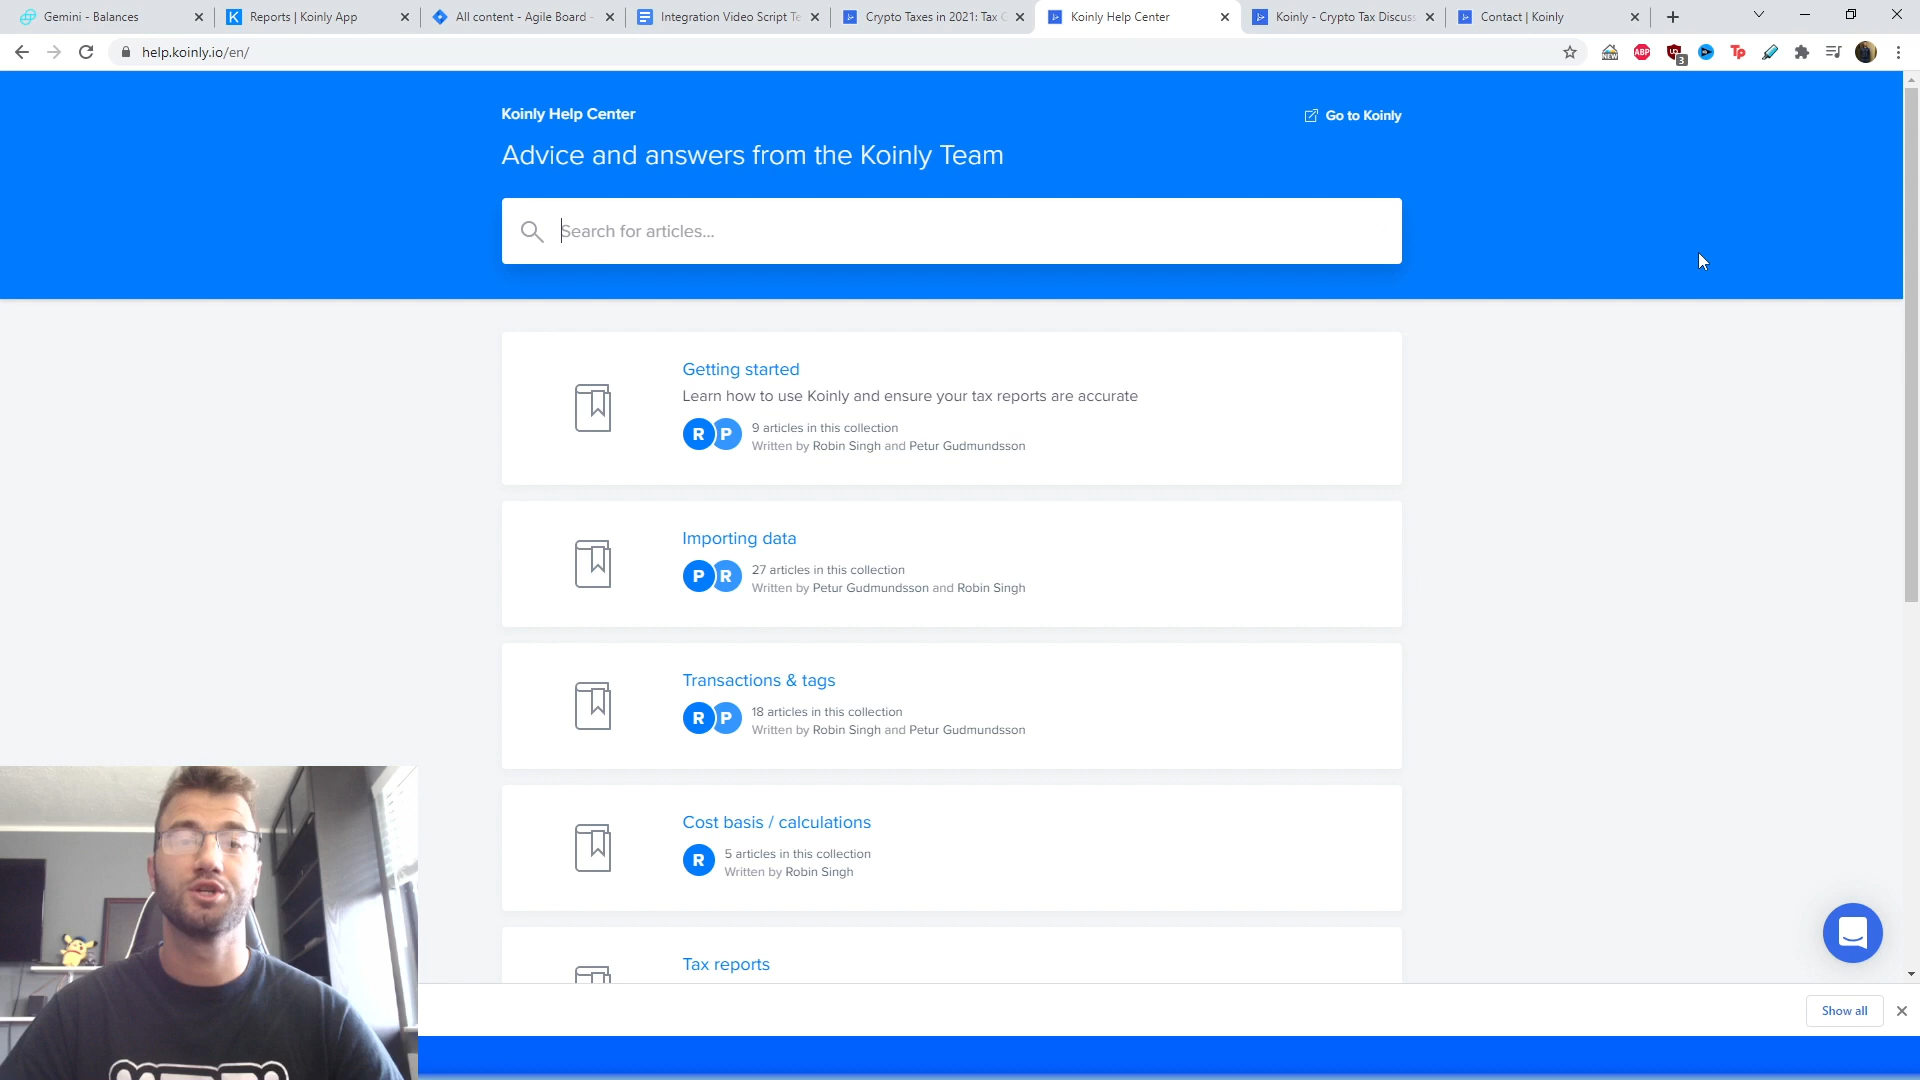 Gemini - Balances
Reports | Koinly App
All content - Agile Board -
Integration Video Script Te
Crypto Taxes in 2021: Tax G
Koinly Help Center
Koinly - Crypto Tax Discuss
Contact | Koinly
help.koinly.io/en/
NEW
ABP
3
Tp
Koinly Help Center
Go to Koinly
Advice and answers from the Koinly Team
Search for articles...
Getting started
Learn how to use Koinly and ensure your tax reports are accurate
R P
9 articles in this collection
Written by Robin Singh and Petur Gudmundsson
Importing data
P R
27 articles in this collection
Written by Petur Gudmundsson and Robin Singh
Transactions & tags
R P
18 articles in this collection
Written by Robin Singh and Petur Gudmundsson
Cost basis / calculations
R
5 articles in this collection
Written by Robin Singh
Tax reports
Show all